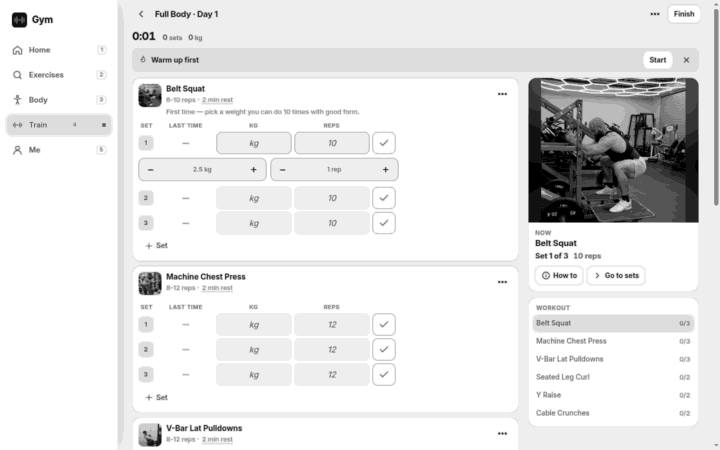 Gym
Home 1
Exercises 2
Body 3
Train 4
Me 5
Full Body · Day 1
Finish
0:01 0 sets 0 kg
Warm up first
Start
Belt Squat
6-10 reps · 2 min rest
First time — pick a weight you can do 10 times with good form.
SET LAST TIME KG REPS
1 — kg 10
− 2.5 kg + − 1 rep +
2 — kg 10
3 — kg 10
+ Set
Machine Chest Press
8-12 reps · 2 min rest
SET LAST TIME KG REPS
1 — kg 12
2 — kg 12
3 — kg 12
+ Set
V-Bar Lat Pulldowns
8-12 reps · 2 min rest
NOW
Belt Squat
Set 1 of 3 10 reps
How to
Go to sets
WORKOUT
Belt Squat 0/3
Machine Chest Press 0/3
V-Bar Lat Pulldowns 0/3
Seated Leg Curl 0/2
Y Raise 0/2
Cable Crunches 0/2